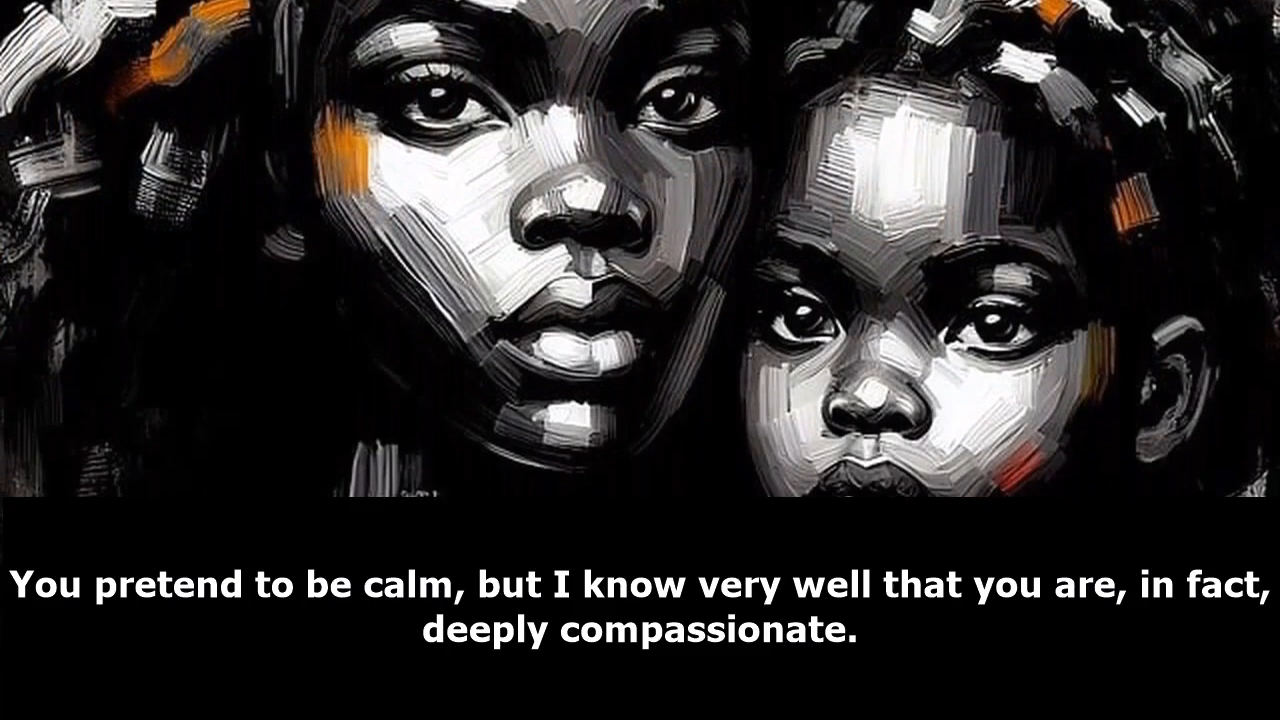 You pretend to be calm, but I know very well that you are, in fact,
deeply compassionate.